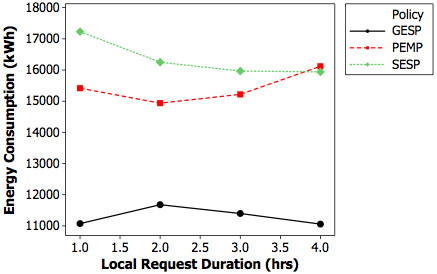 18000
17000
16000
15000
14000
13000
12000
11000
Energy Consumption (kWh)
1.0 1.5 2.0 2.5 3.0 3.5 4.0
Local Request Duration (hrs)
Policy
GESP
PEMP
SESP